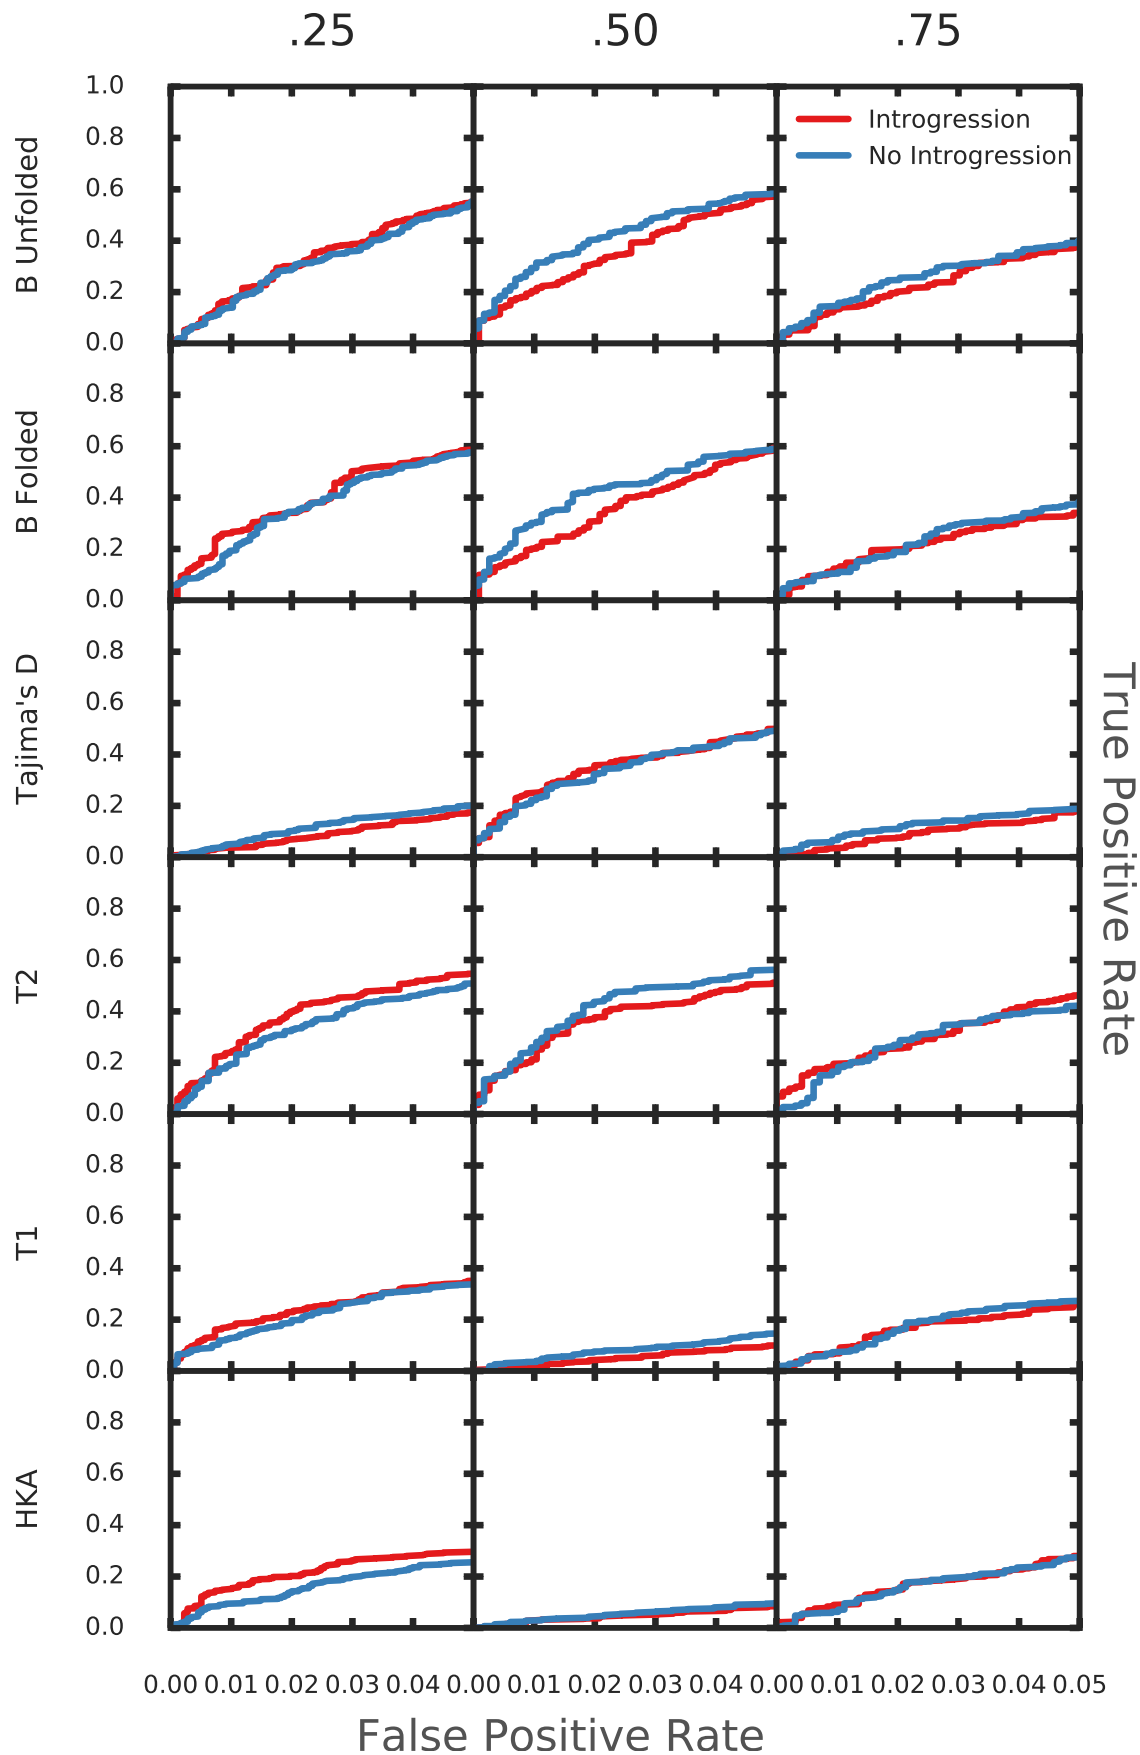 .25 .50 .75
B Unfolded
1.0
0.8
0.6
0.4
0.2
0.0
Introgression
No Introgression
B Folded
0.8
0.6
0.4
0.2
0.0
Tajima's D
0.8
0.6
0.4
0.2
0.0
True Positive Rate
T2
0.8
0.6
0.4
0.2
0.0
T1
0.8
0.6
0.4
0.2
0.0
HKA
0.8
0.6
0.4
0.2
0.0
0.00 0.01 0.02 0.03 0.04 0.00 0.01 0.02 0.03 0.04 0.00 0.01 0.02 0.03 0.04 0.05
False Positive Rate